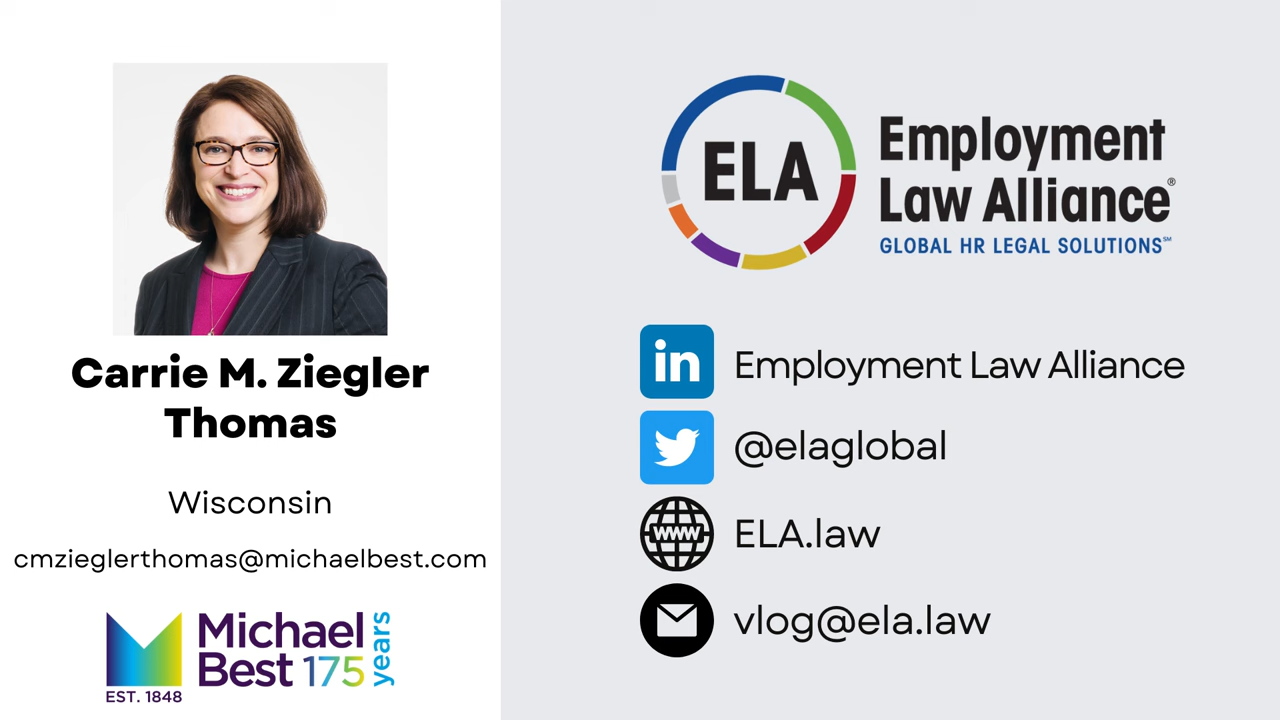 Carrie M. Ziegler
Thomas
Wisconsin
cmzieglerthomas@michaelbest.com
Michael
Best 175
years
EST. 1848
ELA
Employment
Law Alliance®
GLOBAL HR LEGAL SOLUTIONS℠
in
Employment Law Alliance
@elaglobal
WWW
ELA.law
vlog@ela.law